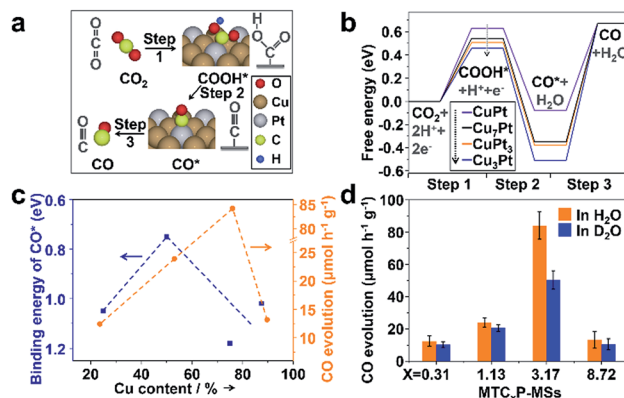 a
Step
1
CO2
COOH*
Step 2
Step
3
CO
CO*
O
Cu
Pt
C
H
O
C
O
H
O
O
C
O
C
C
O
b
Free energy (eV)
0.6
0.4
0.2
0.0
-0.2
-0.4
-0.6
COOH*
+H++e-
CO2+
2H++
2e-
CO*+
H2O
CO
+H2O
CuPt
Cu7Pt
CuPt3
Cu3Pt
Step 1 Step 2 Step 3
c
Binding energy of CO* (eV)
0.6
0.8
1.0
1.2
CO evolution (μmol h-1 g-1)
85
80
25
20
15
10
20 40 60 80 100
Cu content / % →
d
CO evolution (μmol h-1 g-1)
100
80
60
40
20
0
In H2O
In D2O
X=0.31 1.13 3.17 8.72
MTCxP-MSs